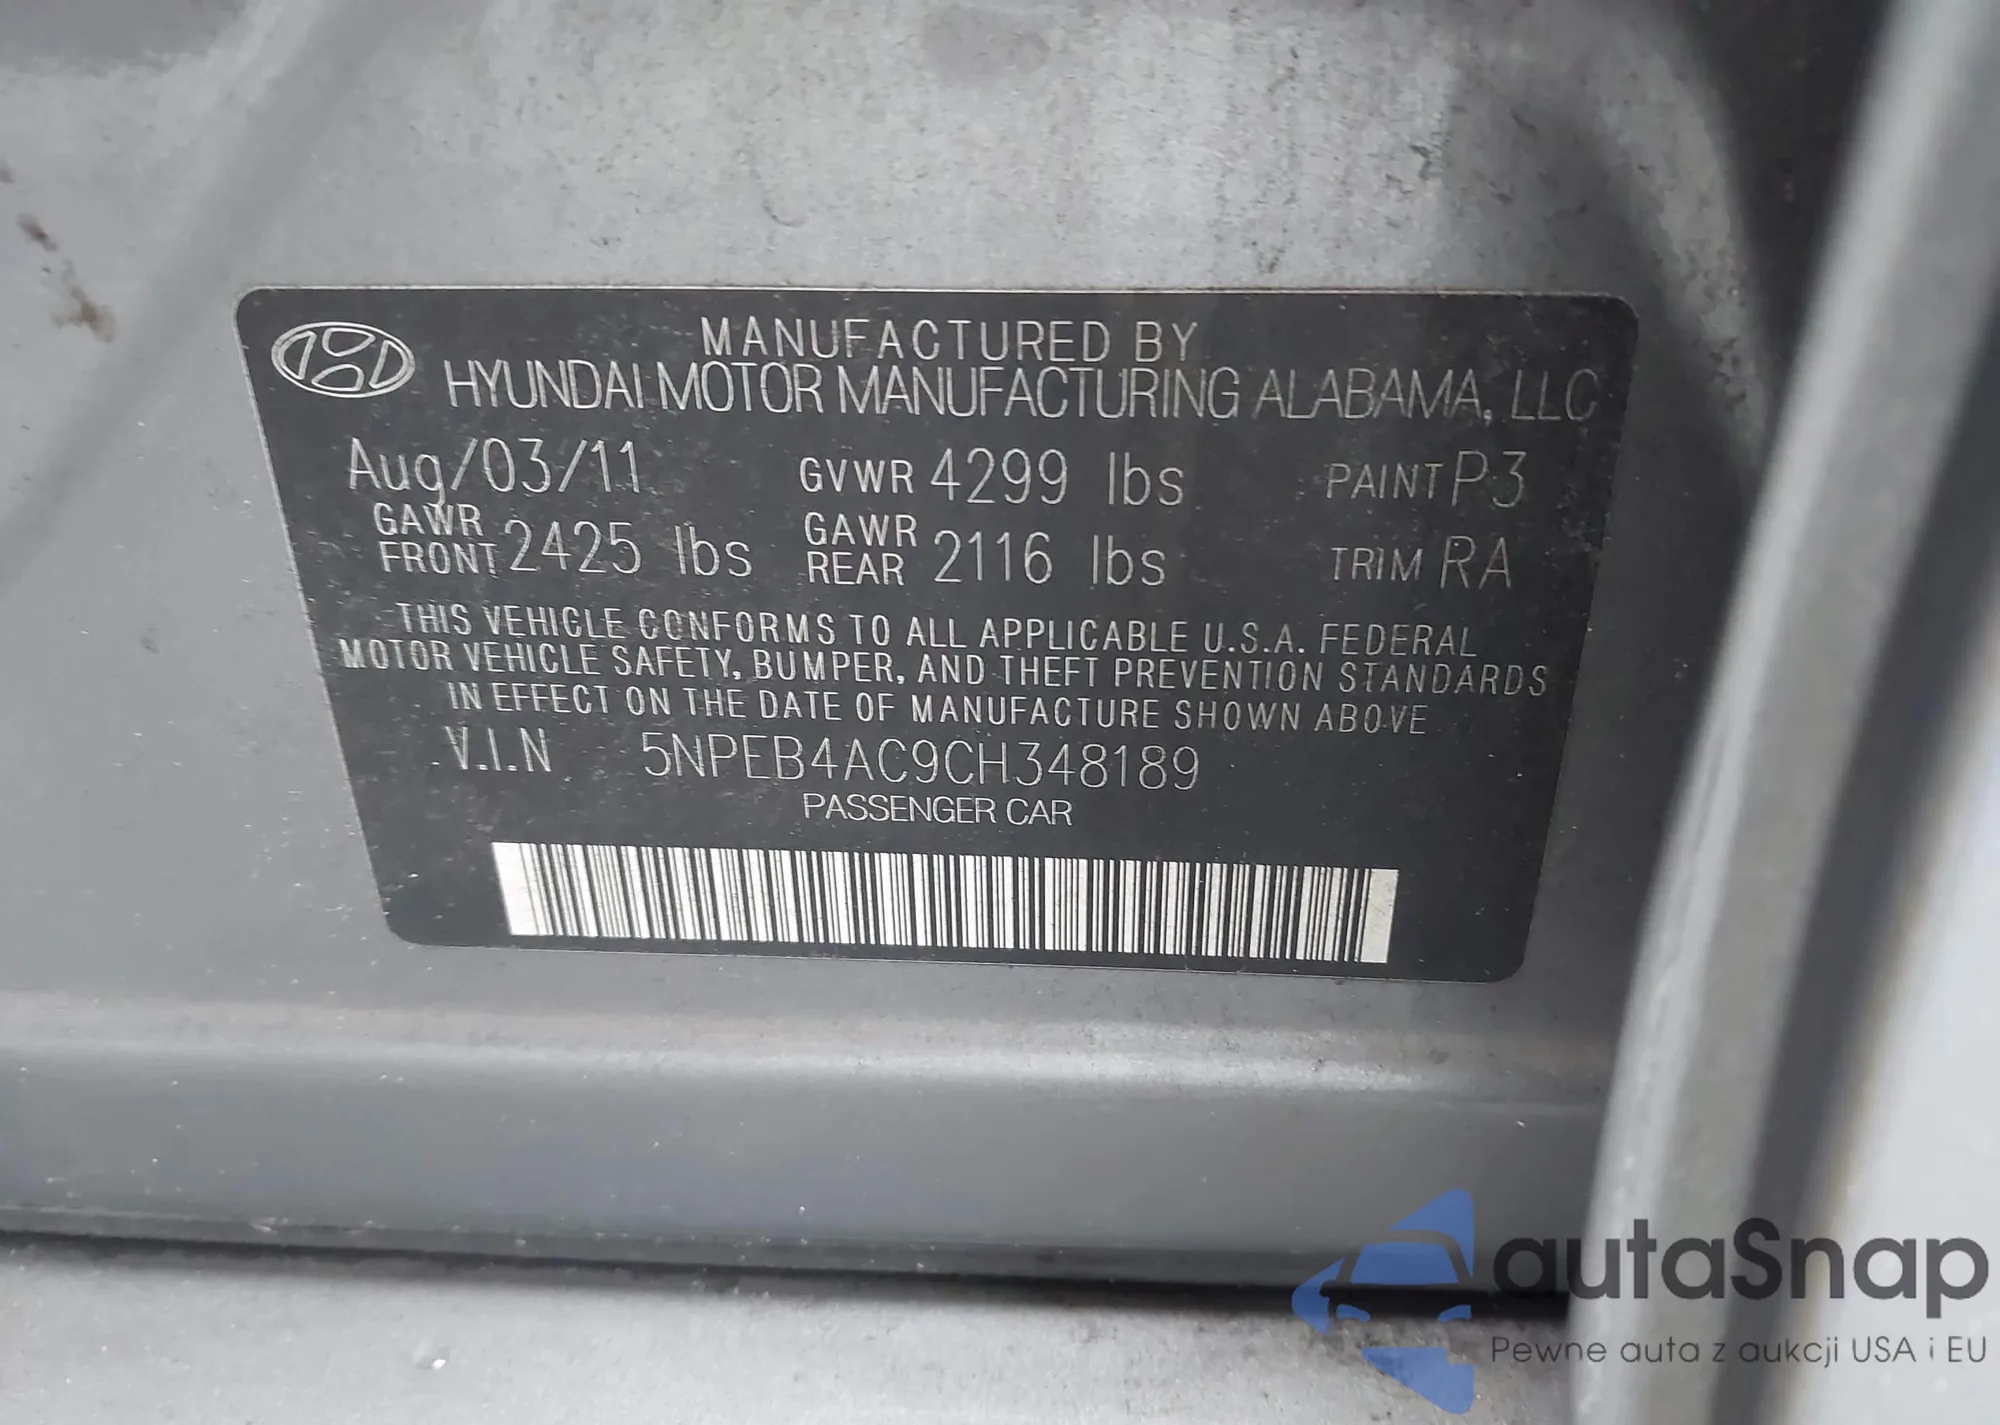 MANUFACTURED BY
HYUNDAI MOTOR MANUFACTURING ALABAMA, LLC
Aug/03/11 GVWR 4299 lbs PAINT P3
GAWR FRONT 2425 lbs GAWR REAR 2116 lbs TRIM RA
THIS VEHICLE CONFORMS TO ALL APPLICABLE U.S.A. FEDERAL
MOTOR VEHICLE SAFETY, BUMPER, AND THEFT PREVENTION STANDARDS
IN EFFECT ON THE DATE OF MANUFACTURE SHOWN ABOVE
V.I.N 5NPEB4AC9CH348189
PASSENGER CAR
autaSnap
Pewne auta z aukcji USA i EU